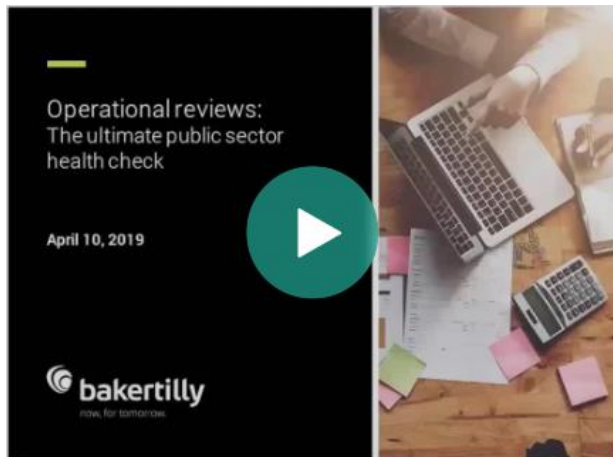 Operational reviews:
The ultimate public sector
health check
April 10, 2019
bakertilly
now, for tomorrow.